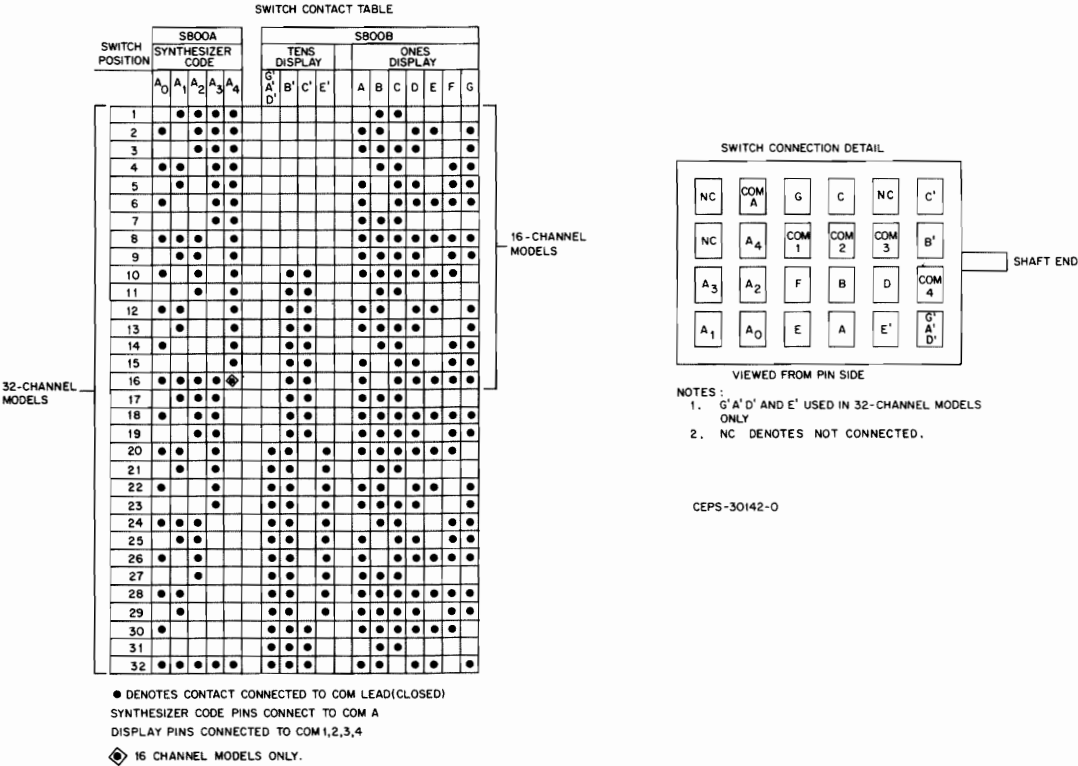 SWITCH CONTACT TABLE
SWITCH POSITION
S800A
SYNTHESIZER CODE
S800B
TENS DISPLAY
ONES DISPLAY
A0 A1 A2 A3 A4 G' A' D' B' C' E' A B C D E F G
1
2
3
4
5
6
7
8
9
10
11
12
13
14
15
16
17
18
19
20
21
22
23
24
25
26
27
28
29
30
31
32
16-CHANNEL
MODELS
32-CHANNEL
MODELS
● DENOTES CONTACT CONNECTED TO COM LEAD(CLOSED)
SYNTHESIZER CODE PINS CONNECT TO COM A
DISPLAY PINS CONNECTED TO COM 1,2,3,4
16 CHANNEL MODELS ONLY.
SWITCH CONNECTION DETAIL
NC COM A G C NC C'
NC A4 COM 1 COM 2 COM 3 B'
A3 A2 F B D COM 4
A1 A0 E A E' G' A' D'
SHAFT END
VIEWED FROM PIN SIDE
NOTES :
1. G'A'D' AND E' USED IN 32-CHANNEL MODELS
ONLY
2. NC DENOTES NOT CONNECTED.
CEPS-30142-O